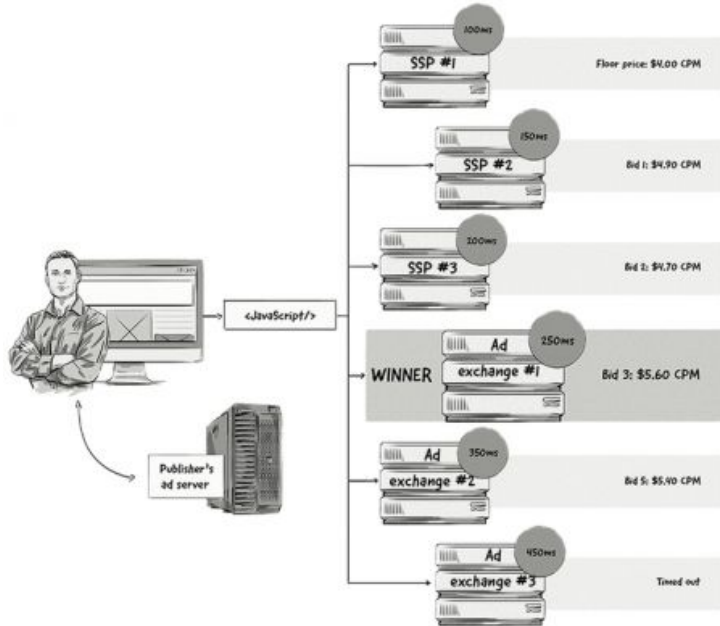 100ms
SSP #1
Floor price: $4.00 CPM
150ms
SSP #2
Bid 1: $4.90 CPM
200ms
SSP #3
Bid 2: $4.70 CPM
<JavaScript/>
WINNER
Ad
exchange #1
250ms
Bid 3: $5.60 CPM
Publisher's
ad server
Ad
exchange #2
350ms
Bid 5: $5.40 CPM
Ad
exchange #3
450ms
Timed out